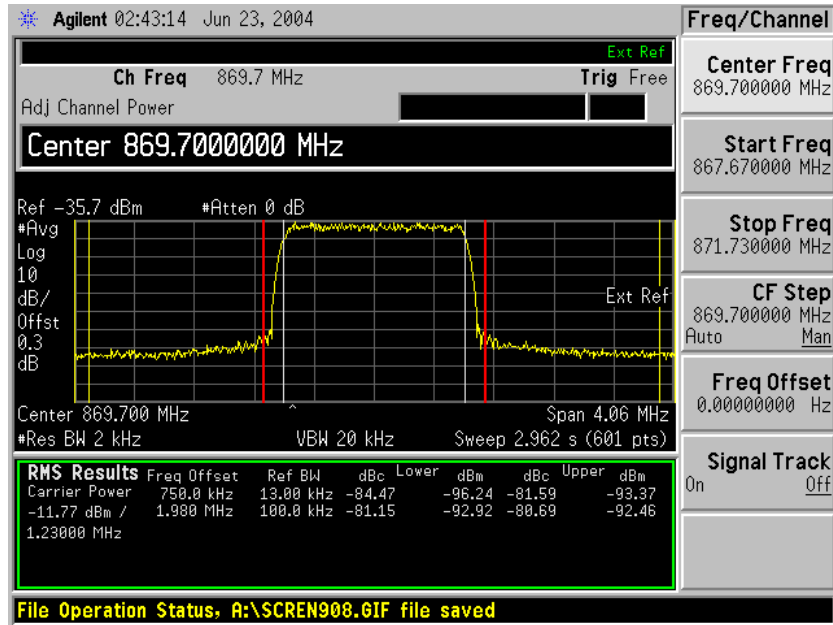 Agilent 02:43:14 Jun 23, 2004
Freq/Channel
Ext Ref
Ch Freq 869.7 MHz Trig Free
Adj Channel Power
Center 869.7000000 MHz
Ref -35.7 dBm #Atten 0 dB
#Avg
Log
10
dB/
Offst
0.3
dB
Ext Ref
Center 869.700 MHz Span 4.06 MHz
#Res BW 2 kHz VBW 20 kHz Sweep 2.962 s (601 pts)
RMS Results Freq Offset Ref BW dBc Lower dBm dBc Upper dBm
Carrier Power 750.0 kHz 13.00 kHz -84.47 -96.24 -81.59 -93.37
-11.77 dBm / 1.980 MHz 100.0 kHz -81.15 -92.92 -80.69 -92.46
1.23000 MHz
Center Freq
869.700000 MHz
Start Freq
867.670000 MHz
Stop Freq
871.730000 MHz
CF Step
869.700000 MHz
Auto Man
Freq Offset
0.00000000 Hz
Signal Track
On Off
File Operation Status, A:\SCREN908.GIF file saved